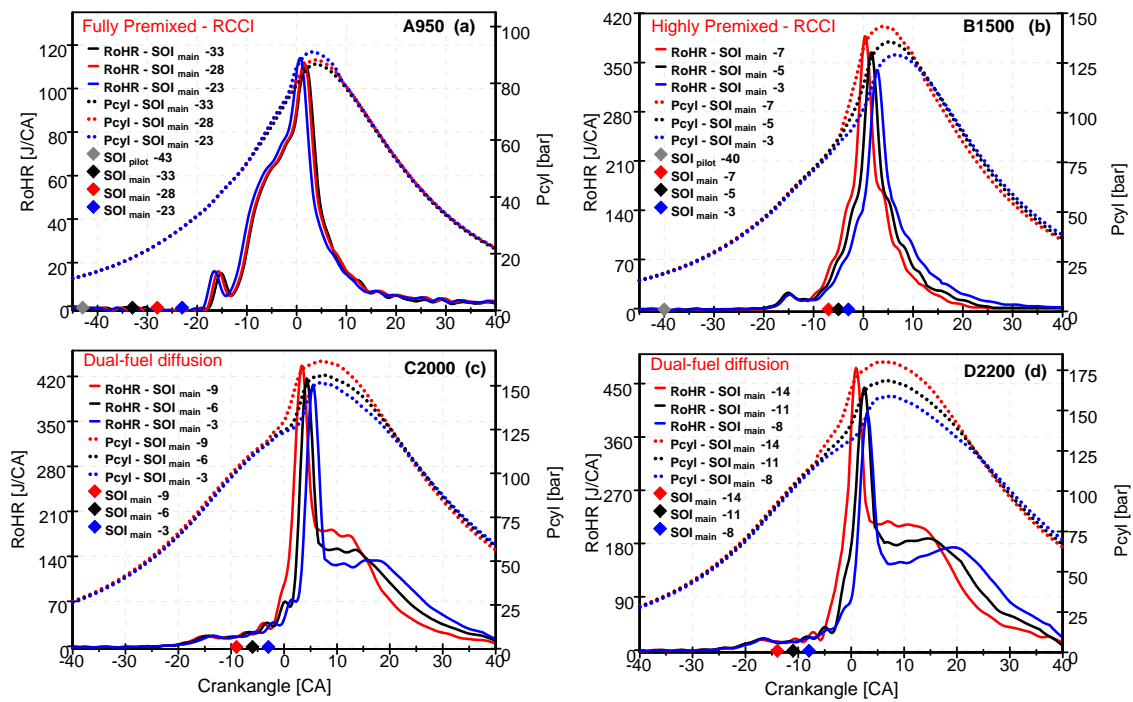 Fully Premixed - RCCI
A950 (a)
RoHR - SOI main -33
RoHR - SOI main -28
RoHR - SOI main -23
Pcyl - SOI main -33
Pcyl - SOI main -28
Pcyl - SOI main -23
SOI pilot -43
SOI main -33
SOI main -28
SOI main -23
RoHR [J/CA]
120
100
80
60
40
20
0
Pcyl [bar]
100
80
60
40
20
0
-45 -30 -20 -10 0 10 20 30 40
Highly Premixed - RCCI
B1500 (b)
RoHR - SOI main -7
RoHR - SOI main -5
RoHR - SOI main -3
Pcyl - SOI main -7
Pcyl - SOI main -5
Pcyl - SOI main -3
SOI pilot -40
SOI main -7
SOI main -5
SOI main -3
RoHR [J/CA]
420
350
280
210
140
70
0
Pcyl [bar]
150
125
100
75
50
25
0
-45 -30 -20 -10 0 10 20 30 40
Dual-fuel diffusion
C2000 (c)
RoHR - SOI main -9
RoHR - SOI main -6
RoHR - SOI main -3
Pcyl - SOI main -9
Pcyl - SOI main -6
Pcyl - SOI main -3
SOI main -9
SOI main -6
SOI main -3
RoHR [J/CA]
420
350
280
210
140
70
0
Pcyl [bar]
150
125
100
75
50
25
0
-40 -30 -20 -10 0 10 20 30 40
Crankangle [CA]
Dual-fuel diffusion
D2200 (d)
RoHR - SOI main -14
RoHR - SOI main -11
RoHR - SOI main -8
Pcyl - SOI main -14
Pcyl - SOI main -11
Pcyl - SOI main -8
SOI main -14
SOI main -11
SOI main -8
RoHR [J/CA]
450
360
270
180
90
0
Pcyl [bar]
175
150
125
100
75
50
25
0
-40 -30 -20 -10 0 10 20 30 40
Crankangle [CA]